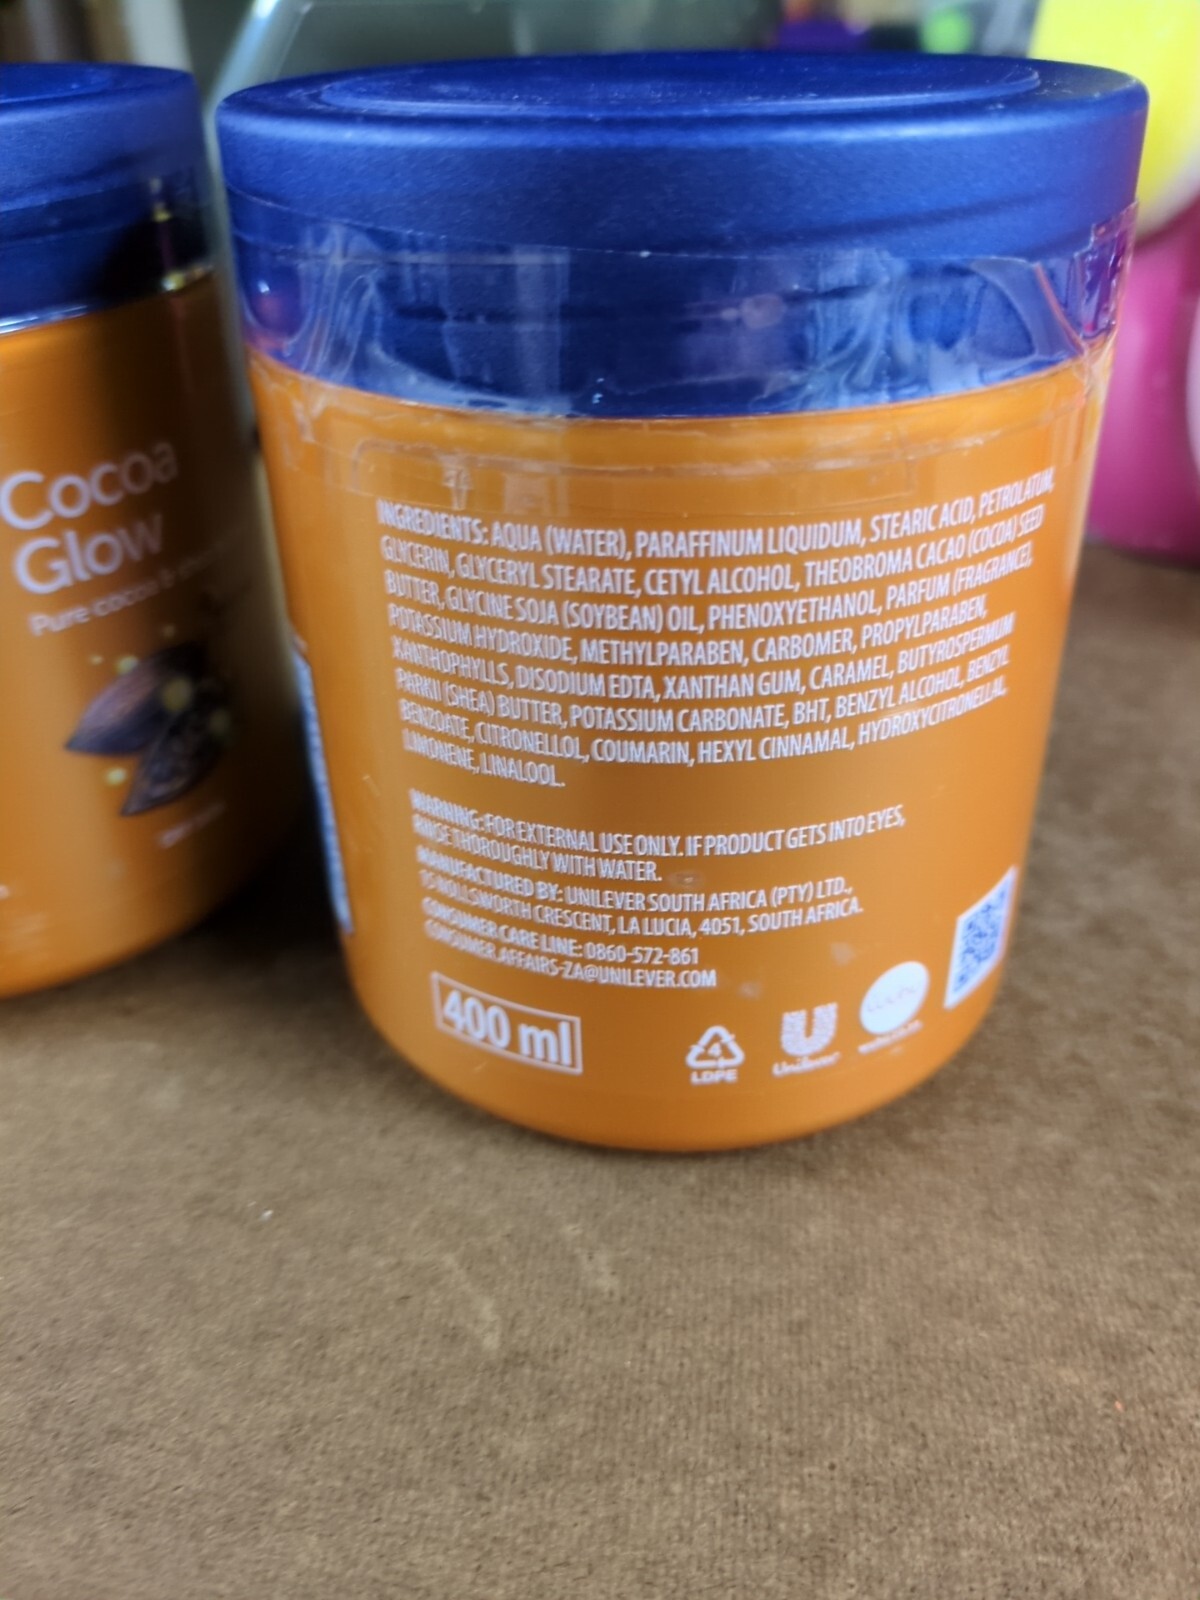 Cocoa
Glow
Pure cocoa
INGREDIENTS: AQUA (WATER), PARAFFINUM LIQUIDUM, STEARIC ACID, PETROLATUM,
GLYCERIN, GLYCERYL STEARATE, CETYL ALCOHOL, THEOBROMA CACAO (COCOA) SEED
BUTTER, GLYCINE SOJA (SOYBEAN) OIL, PHENOXYETHANOL, PARFUM (FRAGRANCE),
POTASSIUM HYDROXIDE, METHYLPARABEN, CARBOMER, PROPYLPARABEN,
XANTHOPHYLLS, DISODIUM EDTA, XANTHAN GUM, CARAMEL, BUTYROSPERMUM
PARKII (SHEA) BUTTER, POTASSIUM CARBONATE, BHT, BENZYL ALCOHOL, BENZYL
BENZOATE, CITRONELLOL, COUMARIN, HEXYL CINNAMAL, HYDROXYCITRONELLAL,
LIMONENE, LINALOOL.
WARNING: FOR EXTERNAL USE ONLY. IF PRODUCT GETS INTO EYES,
RINSE THOROUGHLY WITH WATER.
MANUFACTURED BY: UNILEVER SOUTH AFRICA (PTY) LTD.,
15 NOLLSWORTH CRESCENT, LA LUCIA, 4051, SOUTH AFRICA.
CONSUMER CARE LINE: 0860-572-861
CONSUMER.AFFAIRS-ZA@UNILEVER.COM
400 ml
4
LDPE
Unilever